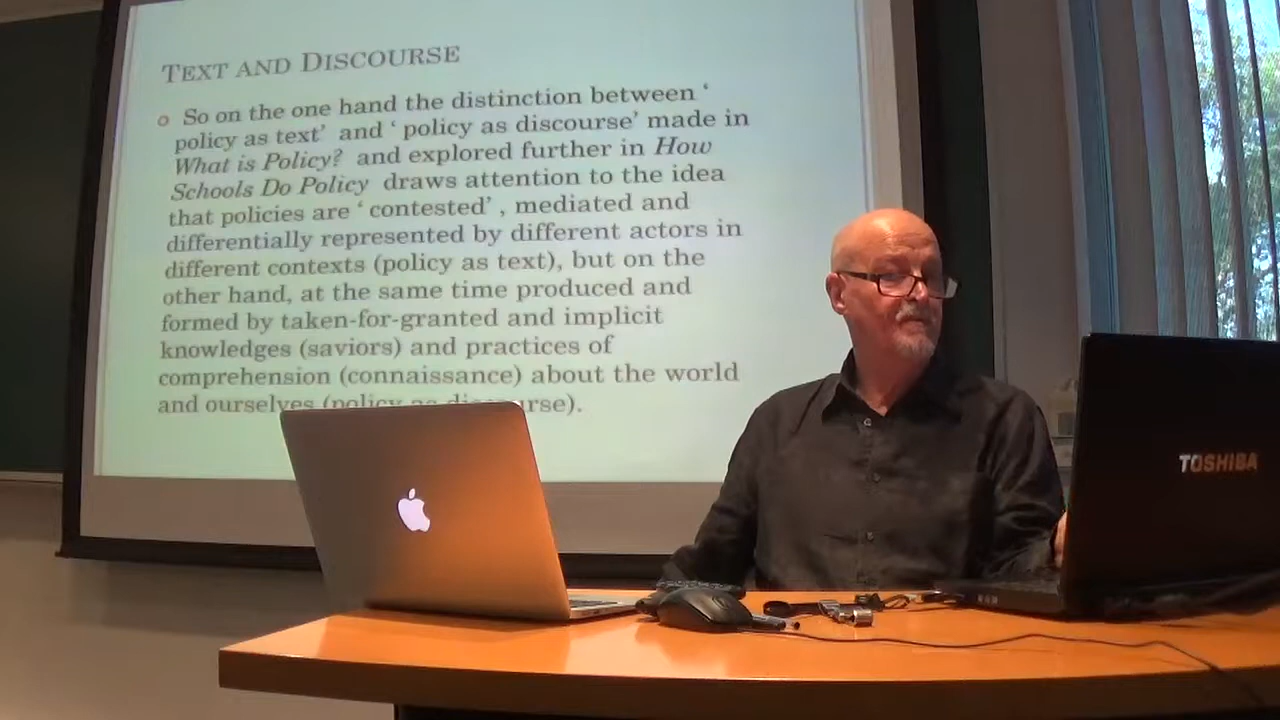 TEXT AND DISCOURSE
So on the one hand the distinction between ‘
policy as text’ and ‘ policy as discourse’ made in
What is Policy? and explored further in How
Schools Do Policy draws attention to the idea
that policies are ‘ contested’ , mediated and
differentially represented by different actors in
different contexts (policy as text), but on the
other hand, at the same time produced and
formed by taken-for-granted and implicit
knowledges (saviors) and practices of
comprehension (connaissance) about the world
and ourselves (policy as discourse).
TOSHIBA